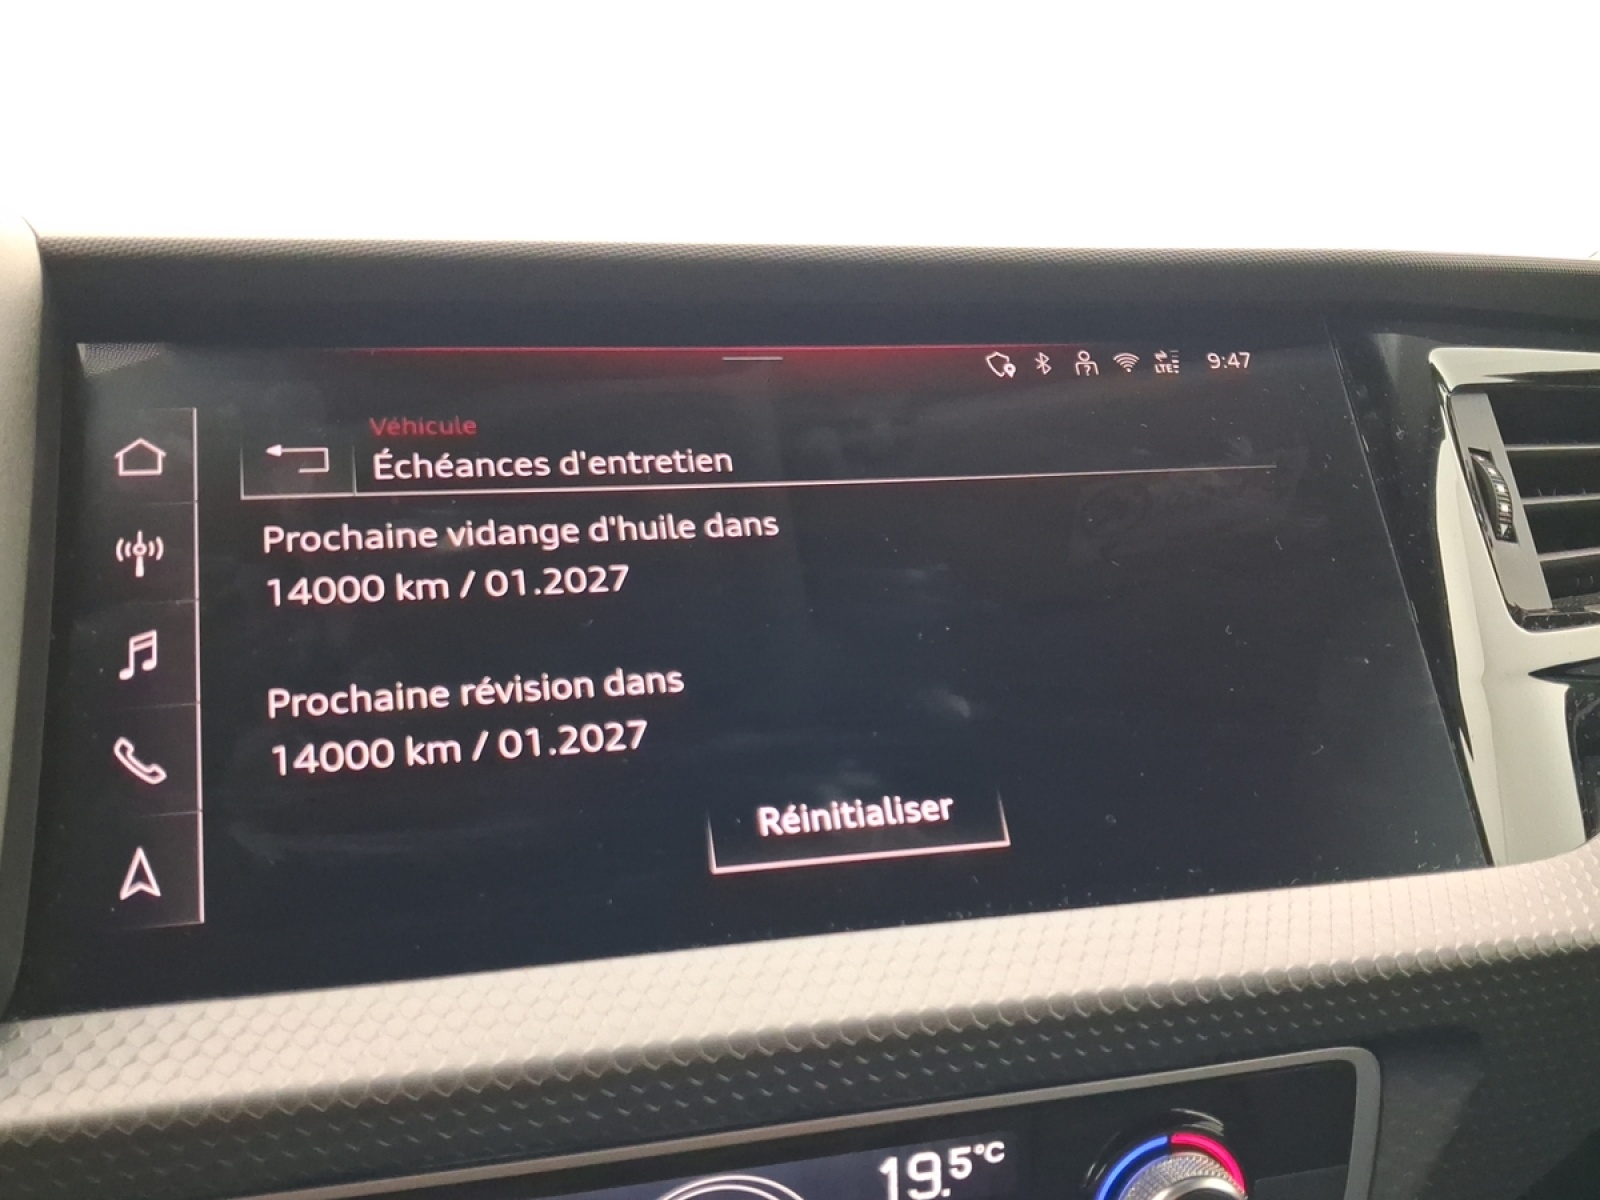 LTE 9:47
Véhicule
Échéances d'entretien
Prochaine vidange d'huile dans
14000 km / 01.2027
Prochaine révision dans
14000 km / 01.2027
Réinitialiser
19.5°C